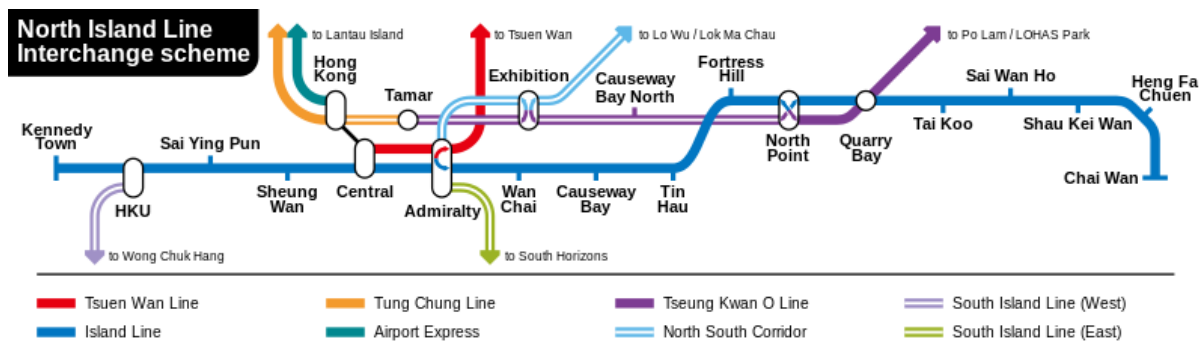 North Island Line
Interchange scheme
to Lantau Island
to Tsuen Wan
to Lo Wu / Lok Ma Chau
to Po Lam / LOHAS Park
Hong
Kong
Tamar
Exhibition
Causeway
Bay North
Fortress
Hill
Sai Wan Ho
Heng Fa
Chuen
Kennedy
Town
Sai Ying Pun
North
Point
Quarry
Bay
Tai Koo
Shau Kei Wan
Chai Wan
HKU
Sheung
Wan
Central
Admiralty
Wan
Chai
Causeway
Bay
Tin
Hau
to Wong Chuk Hang
to South Horizons
Tsuen Wan Line
Tung Chung Line
Tseung Kwan O Line
South Island Line (West)
Island Line
Airport Express
North South Corridor
South Island Line (East)